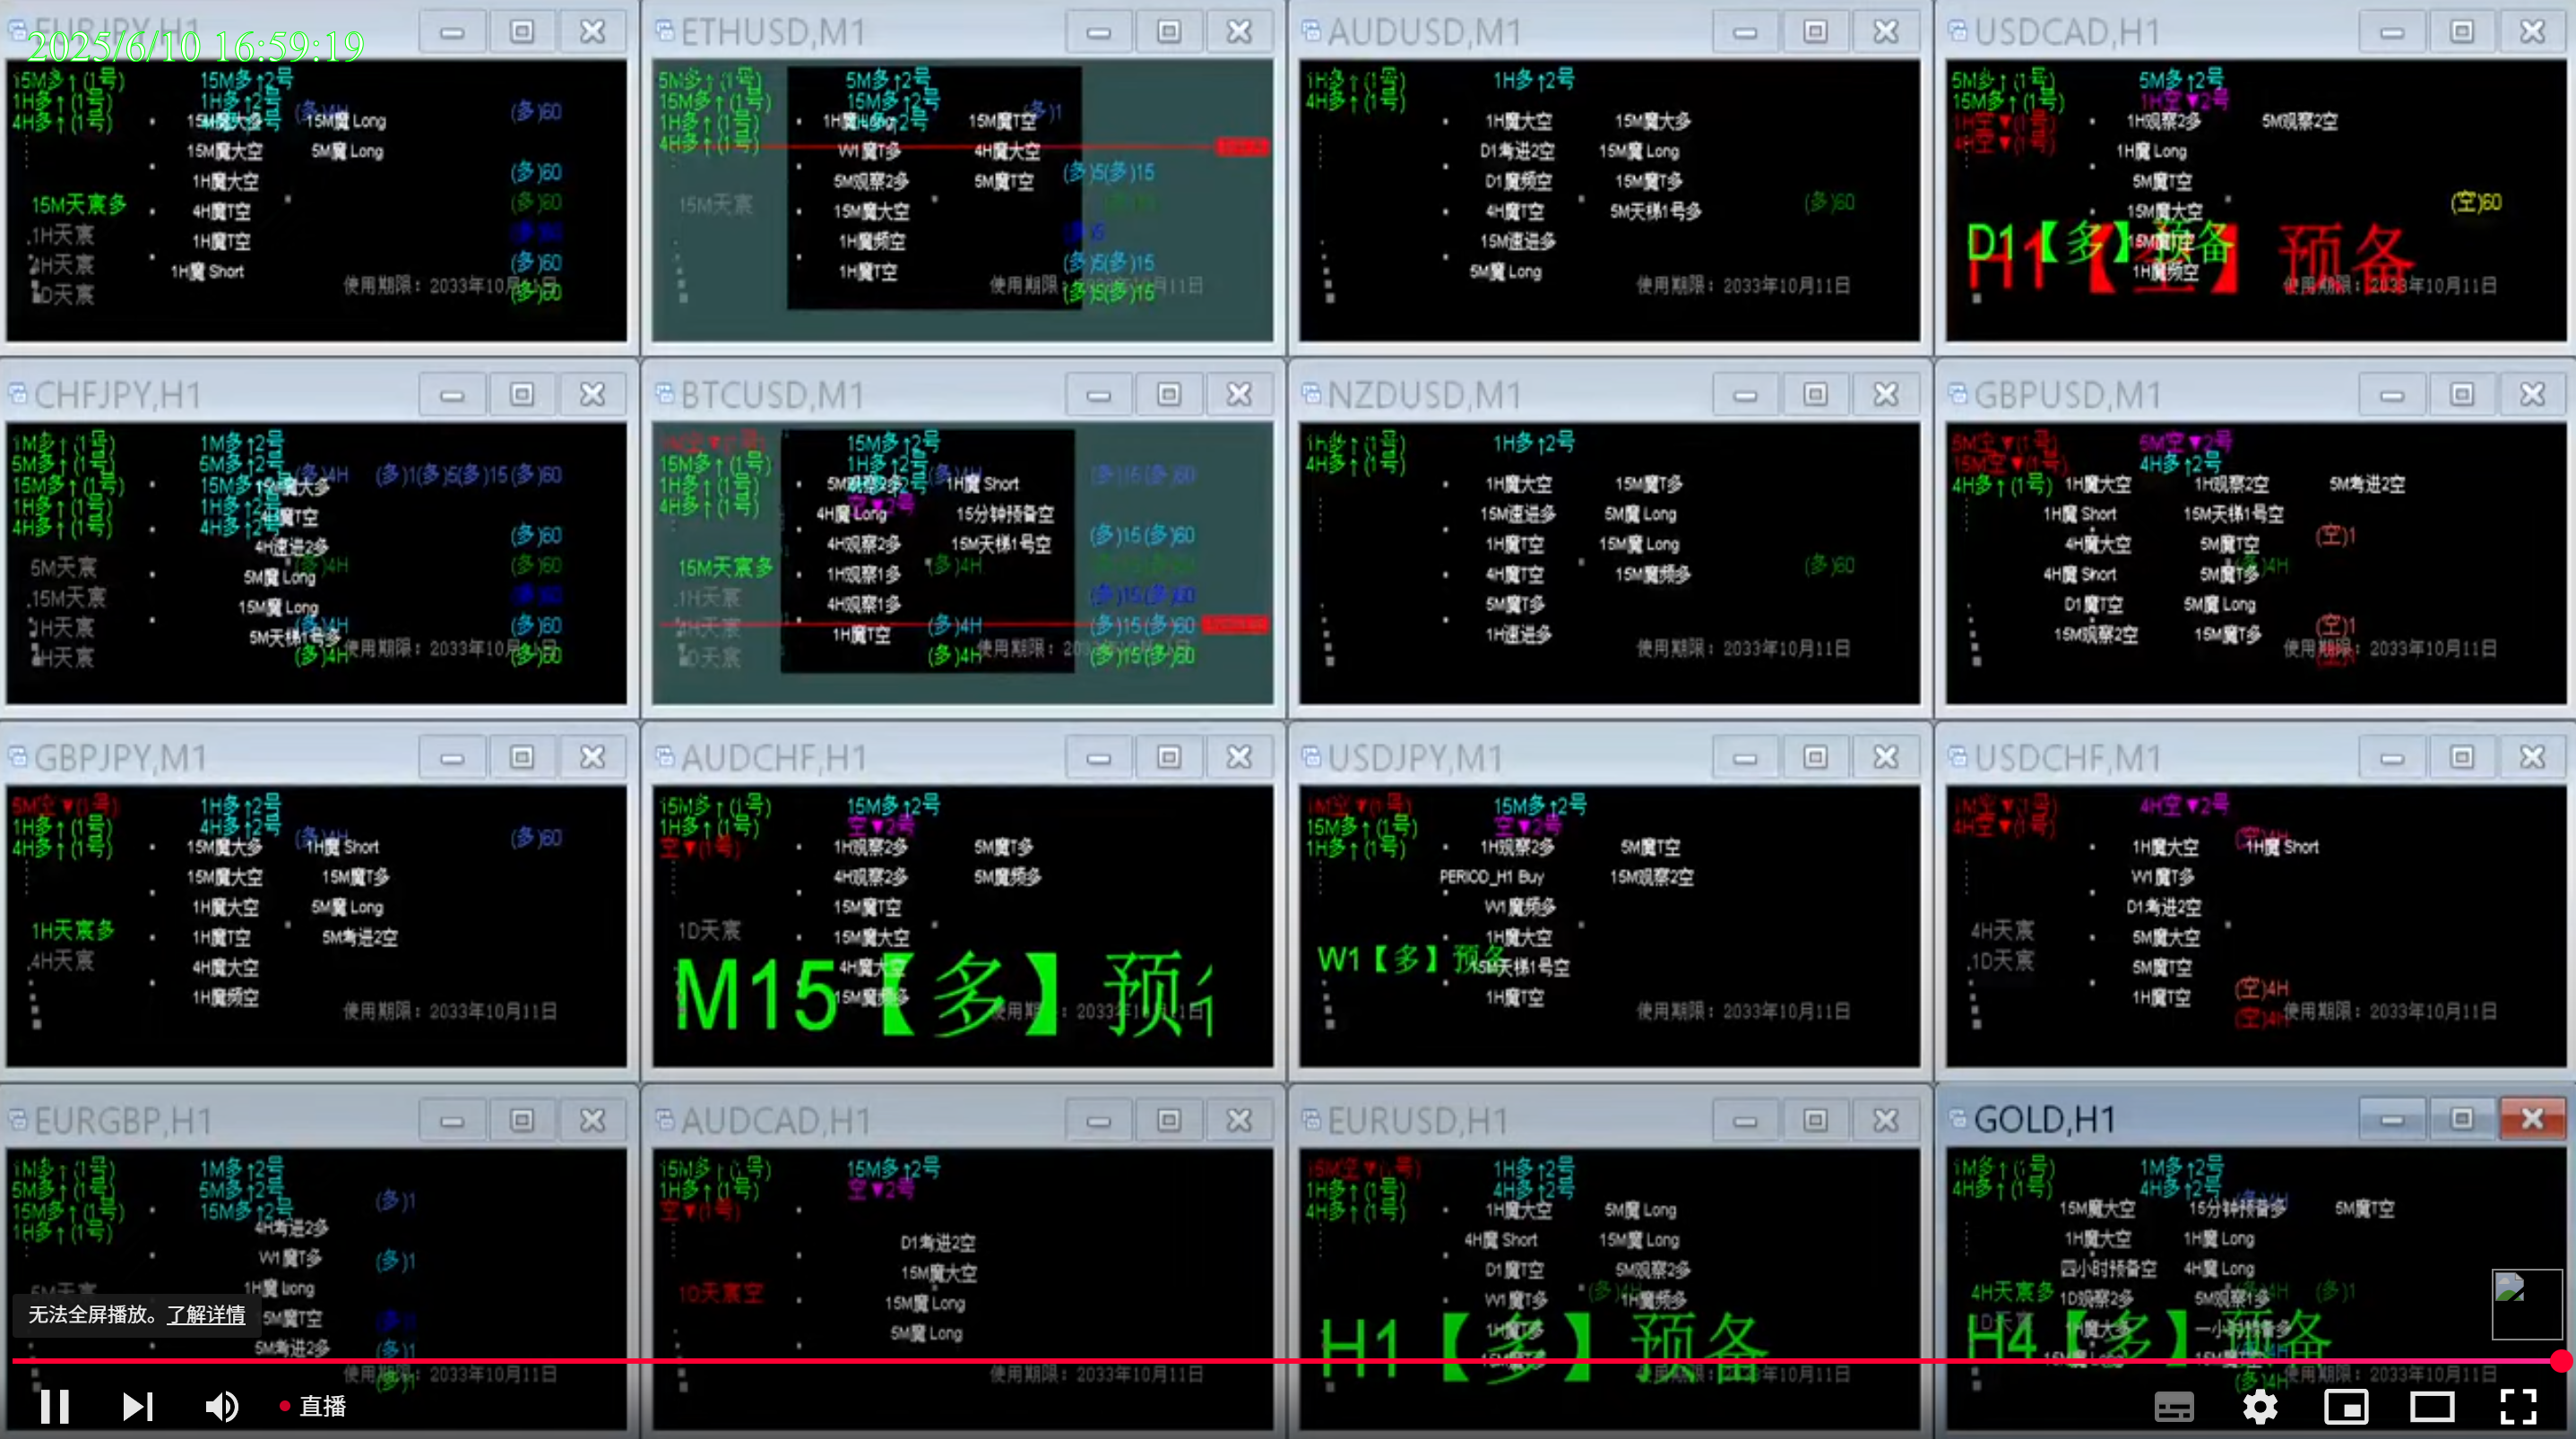 2025/6/10 16:59:19
EURJPY,H1
15M多↑(1号) 15M多↑2号
1H多↑(1号) 1H多↑2号
4H多↑(1号) (多)4H (多)60
15M魔大多 15M魔 Long
15M魔大空 5M魔 Long
1H魔大空 (多)60
15M天宸多 4H魔T空 (多)60
1H天宸 1H魔T空
4H天宸 1H魔 Short (多)60
D天宸 使用期限：2033年10月11日 (多)60
ETHUSD,M1
5M多↑(1号) 5M多↑2号
15M多↑(1号) 15M多↑2号
1H多↑(1号) (多)1
4H多↑(1号)
1H魔 Long 15M魔T空
W1魔T多 4H魔大空
5M观察2多 5M魔T空 (多)5(多)15
15M天宸 15M魔大空
1H魔频空
1H魔T空 (多)5(多)15
使用期限：2033年10月11日 (多)5(多)15
AUDUSD,M1
1H多↑(1号) 1H多↑2号
4H多↑(1号)
1H魔大空 15M魔大多
D1考进2空 15M魔 Long
D1魔频空 15M魔T多
4H魔T空 5M天梯1号多 (多)60
15M速进多
5M魔 Long
使用期限：2033年10月11日
USDCAD,H1
5M多↑(1号) 5M多↑2号
15M多↑(1号) 1H空▼2号
1H空▼(1号)
4H空▼(1号)
1H观察2多 5M观察2空
1H魔 Long
5M魔T空
15M魔大空 (空)60
15M魔T空
1H魔频空
D1【多】预备
H1【空】 预备
使用期限：2033年10月11日
CHFJPY,H1
1M多↑(1号) 1M多↑2号
5M多↑(1号) 5M多↑2号
15M多↑(1号) 15M多↑2号
1H多↑(1号) 1H多↑2号
4H多↑(1号) 4H多↑2号
(多)4H (多)1(多)5(多)15(多)60
15M魔大多
4H魔T空 (多)60
4H速进2多
5M天宸 5M魔 Long (多)4H (多)60
15M天宸 15M魔 Long
1H天宸 5M天梯1号多 (多)4H (多)60
4H天宸 (多)4H 使用期限：2033年10月11日 (多)60
BTCUSD,M1
15M多↑(1号) 15M多↑2号
1H多↑(1号) 1H多↑2号
4H多↑(1号) 空▼2号
(多)4H (多)15(多)60
5M观察2多 1H魔 Short
4H魔 Long 15分钟预备空
4H观察2多 15M天梯1号空 (多)15(多)60
15M天宸多 1H观察1多 (多)4H
1H天宸 4H观察1多 (多)15(多)60
4H天宸 1H魔T空 (多)4H (多)15(多)60
D天宸 (多)4H 使用期限：2033年10月11日 (多)15(多)60
NZDUSD,M1
1H多↑(1号) 1H多↑2号
4H多↑(1号)
1H魔大空 15M魔T多
15M速进多 5M魔 Long
1H魔T空 15M魔 Long
4H魔T空 15M魔频多 (多)60
5M魔T多
1H速进多
使用期限：2033年10月11日
GBPUSD,M1
5M空▼(1号) 5M空▼2号
15M空▼(1号) 4H多↑2号
4H多↑(1号)
1H魔大空 1H观察2空 5M考进2空
1H魔 Short 15M天梯1号空
4H魔大空 5M魔T空 (空)1
4H魔 Short 5M魔T多 (多)4H
D1魔T空 5M魔 Long
15M观察2空 15M魔T多 (空)1
使用期限：2033年10月11日
GBPJPY,M1
5M空▼(1号) 1H多↑2号
1H多↑(1号) 4H多↑2号
4H多↑(1号) (多)4H (多)60
15M魔大多 1H魔 Short
15M魔大空 15M魔T多
1H魔大空 5M魔 Long
1H天宸多 1H魔T空 5M考进2空
4H天宸 4H魔大空
1H魔频空
使用期限：2033年10月11日
AUDCHF,H1
15M多↑(1号) 15M多↑2号
1H多↑(1号) 空▼2号
空▼(1号)
1H观察2多 5M魔T多
4H观察2多 5M魔频多
15M魔T空
1D天宸 15M魔大空
4H魔大空
15M魔频多
M15【多】预
使用期限：2033年10月11日
USDJPY,M1
1M空▼(1号) 15M多↑2号
15M多↑(1号) 空▼2号
1H多↑(1号)
1H观察2多 5M魔T空
PERIOD_H1 Buy 15M观察2空
W1魔频多
1H魔大空
W1【多】预备 15M天梯1号空
1H魔T空
使用期限：2033年10月11日
USDCHF,M1
1M空▼(1号) 4H空▼2号
4H空▼(1号) (空)4H
1H魔大空 1H魔 Short
W1魔T多
D1考进2空
4H天宸 5M魔大空
1D天宸 5M魔T空
1H魔T空 (空)4H
(空)4H 使用期限：2033年10月11日
EURGBP,H1
1M多↑(1号) 1M多↑2号
5M多↑(1号) 5M多↑2号
15M多↑(1号) 15M多↑2号 (多)1
1H多↑(1号)
4H考进2多
W1魔T多 (多)1
1H魔 Long
5M天宸
5M魔T空
5M考进2多 (多)1
使用期限：2033年10月11日
(多)1
AUDCAD,H1
15M多↑(1号) 15M多↑2号
1H多↑(1号) 空▼2号
空▼(1号)
D1考进2空
15M魔大空
1D天宸空 15M魔 Long
5M魔 Long
使用期限：2033年10月11日
EURUSD,H1
15M空▼(1号) 1H多↑2号
1H多↑(1号) 4H多↑2号
4H多↑(1号)
1H魔大空 5M魔 Long
4H魔 Short 15M魔 Long
D1魔T空 5M观察2多
W1魔T多 (多)4H 1H魔频多
1H魔T多
H1【多】预备
使用期限：2033年10月11日
GOLD,H1
1M多↑(1号) 1M多↑2号
4H多↑(1号) 4H多↑2号
15M魔大空 15分钟预备多 5M魔T空
1H魔大空 1H魔 Long
四小时预备空 4H魔 Long
4H天宸多 1D观察2多 5M观察1多 (多)4H (多)1
1D天宸 1H魔大多 一小时预备多
15M魔 Long
H4【多】预备
(多)4H 使用期限：2033年10月11日
无法全屏播放。了解详情
直播